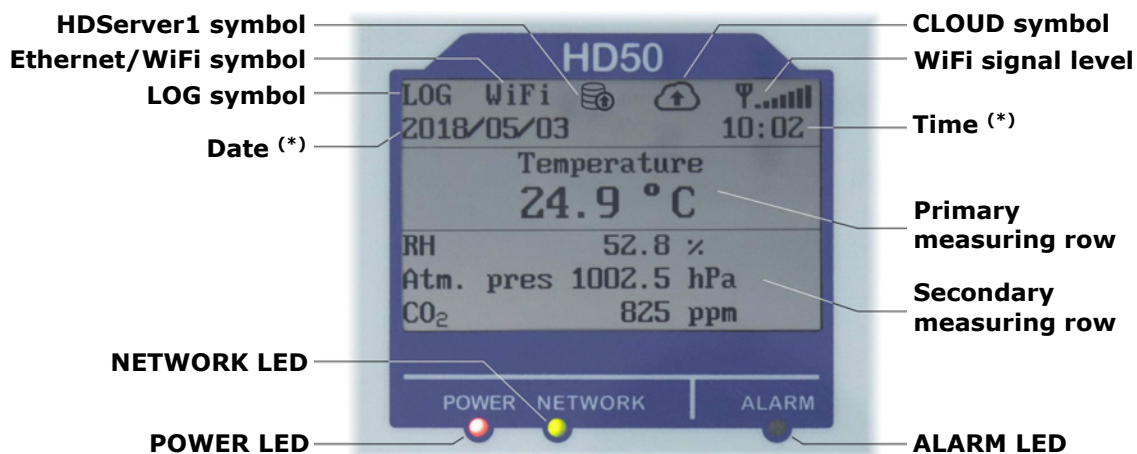 HDServer1 symbol
CLOUD symbol
Ethernet/WiFi symbol
WiFi signal level
LOG symbol
Date (*)
Time (*)
HD50
LOG WiFi
2018/05/03 10:02
Temperature
24.9 °C
Primary
measuring row
RH 52.8 %
Atm. pres 1002.5 hPa
CO₂ 825 ppm
Secondary
measuring row
NETWORK LED
POWER NETWORK ALARM
POWER LED
ALARM LED